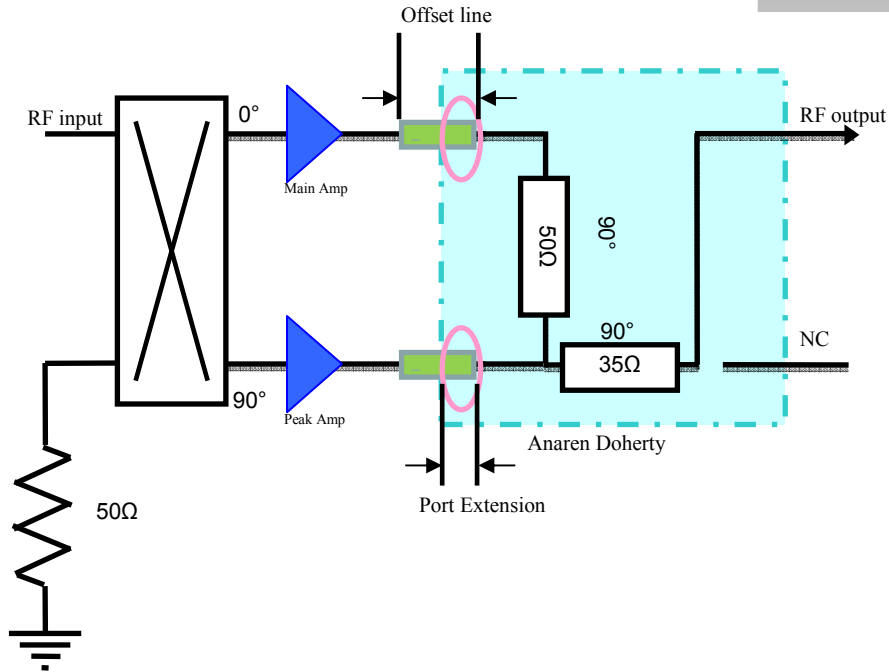 Offset line
RF input
0°
RF output
Main Amp
50Ω
90°
90°
35Ω
NC
90°
Peak Amp
Anaren Doherty
Port Extension
50Ω